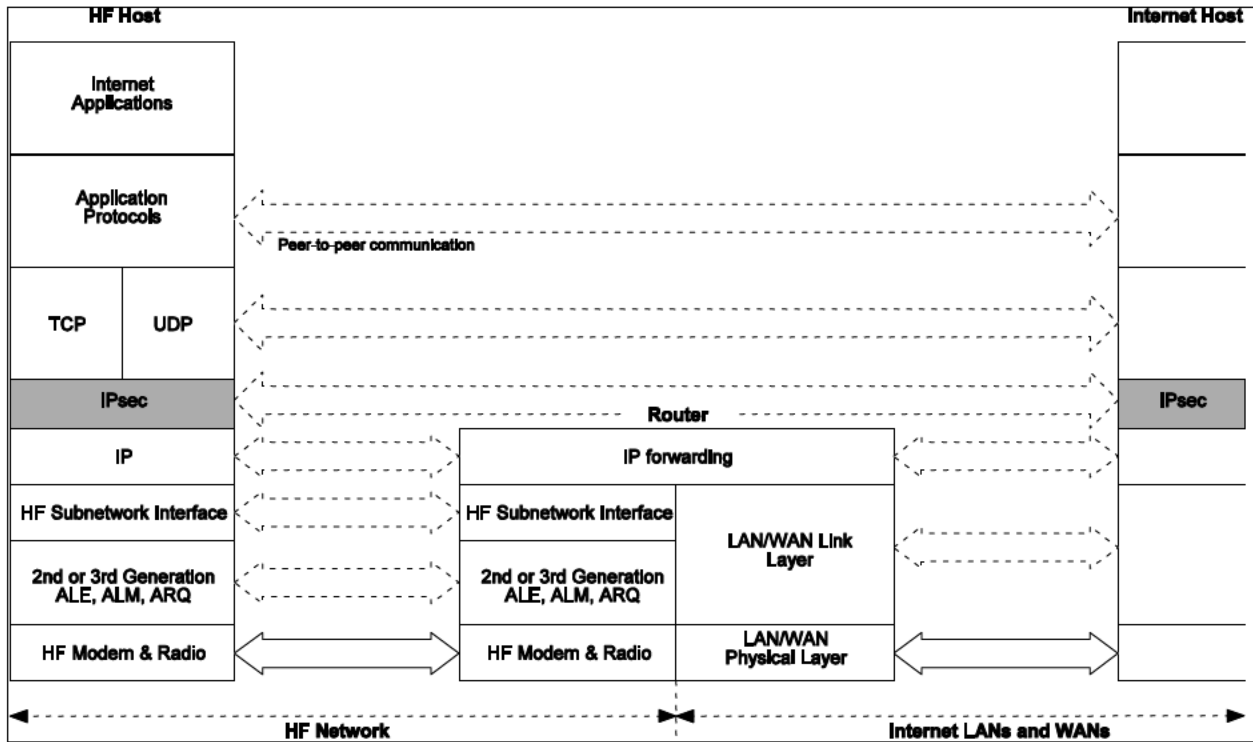 HF Host
Internet Host
Internet
Applications
Application
Protocols
Peer-to-peer communication
TCP
UDP
IPsec
IPsec
Router
IP
IP forwarding
HF Subnetwork Interface
HF Subnetwork Interface
LAN/WAN Link
Layer
2nd or 3rd Generation
ALE, ALM, ARQ
2nd or 3rd Generation
ALE, ALM, ARQ
HF Modem & Radio
HF Modem & Radio
LAN/WAN
Physical Layer
HF Network
Internet LANs and WANs